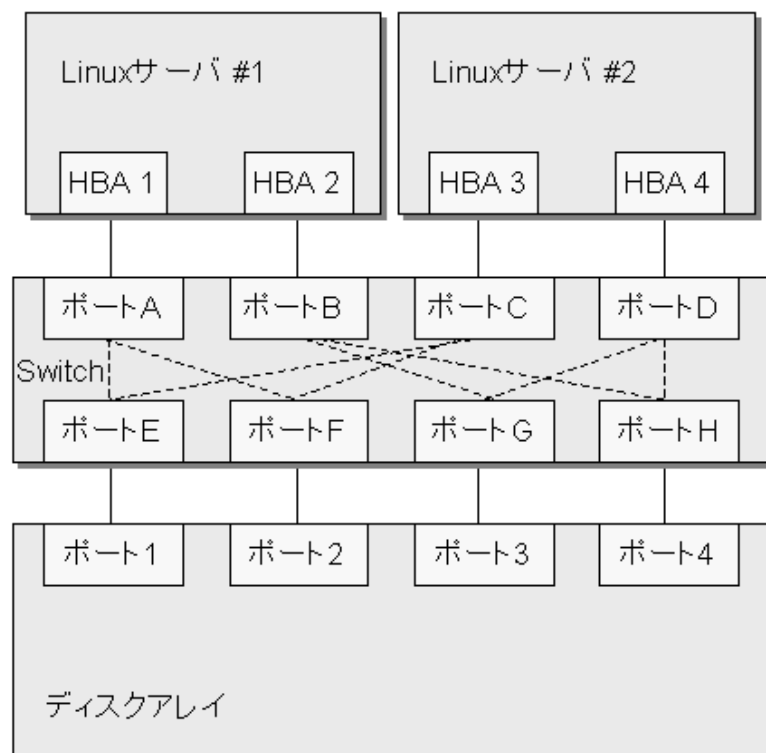 Linuxサーバ #1
Linuxサーバ #2
HBA 1
HBA 2
HBA 3
HBA 4
ポートA
ポートB
ポートC
ポートD
Switch
ポートE
ポートF
ポートG
ポートH
ポート1
ポート2
ポート3
ポート4
ディスクアレイ